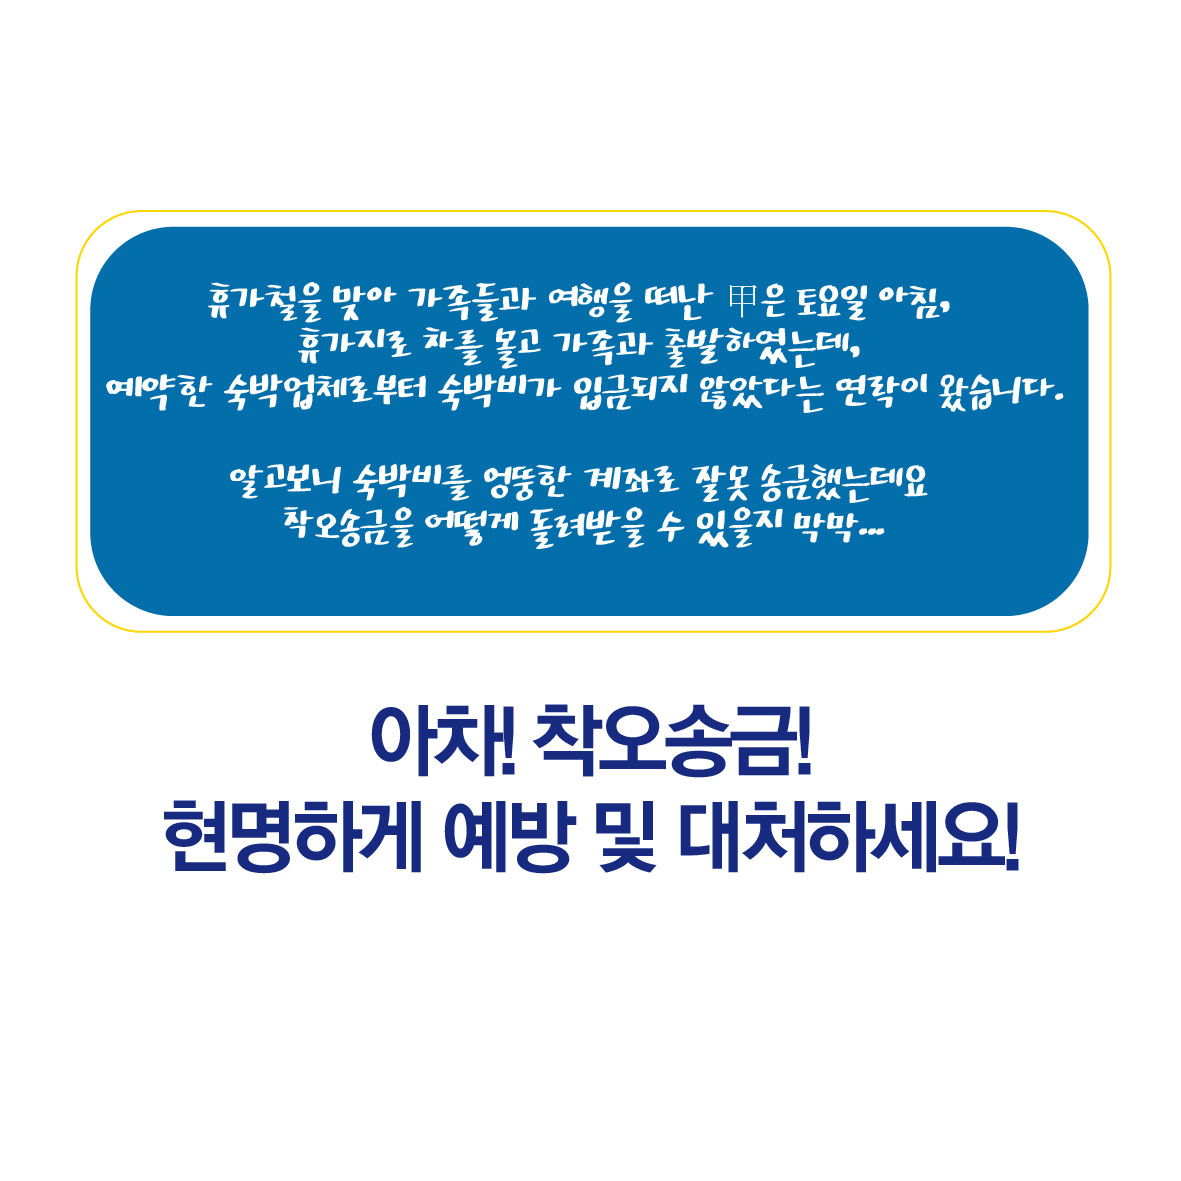 휴가철을 맞아 가족들과 여행을 떠난 甲은 토요일 아침,
휴가지로 차를 몰고 가족과 출발하였는데,
예약한 숙박업체로부터 숙박비가 입금되지 않았다는 연락이 왔습니다.
알고보니 숙박비를 엉뚱한 계좌로 잘못 송금했는데요
착오송금을 어떻게 돌려받을 수 있을지 막막...
아차! 착오송금!
현명하게 예방 및 대처하세요!